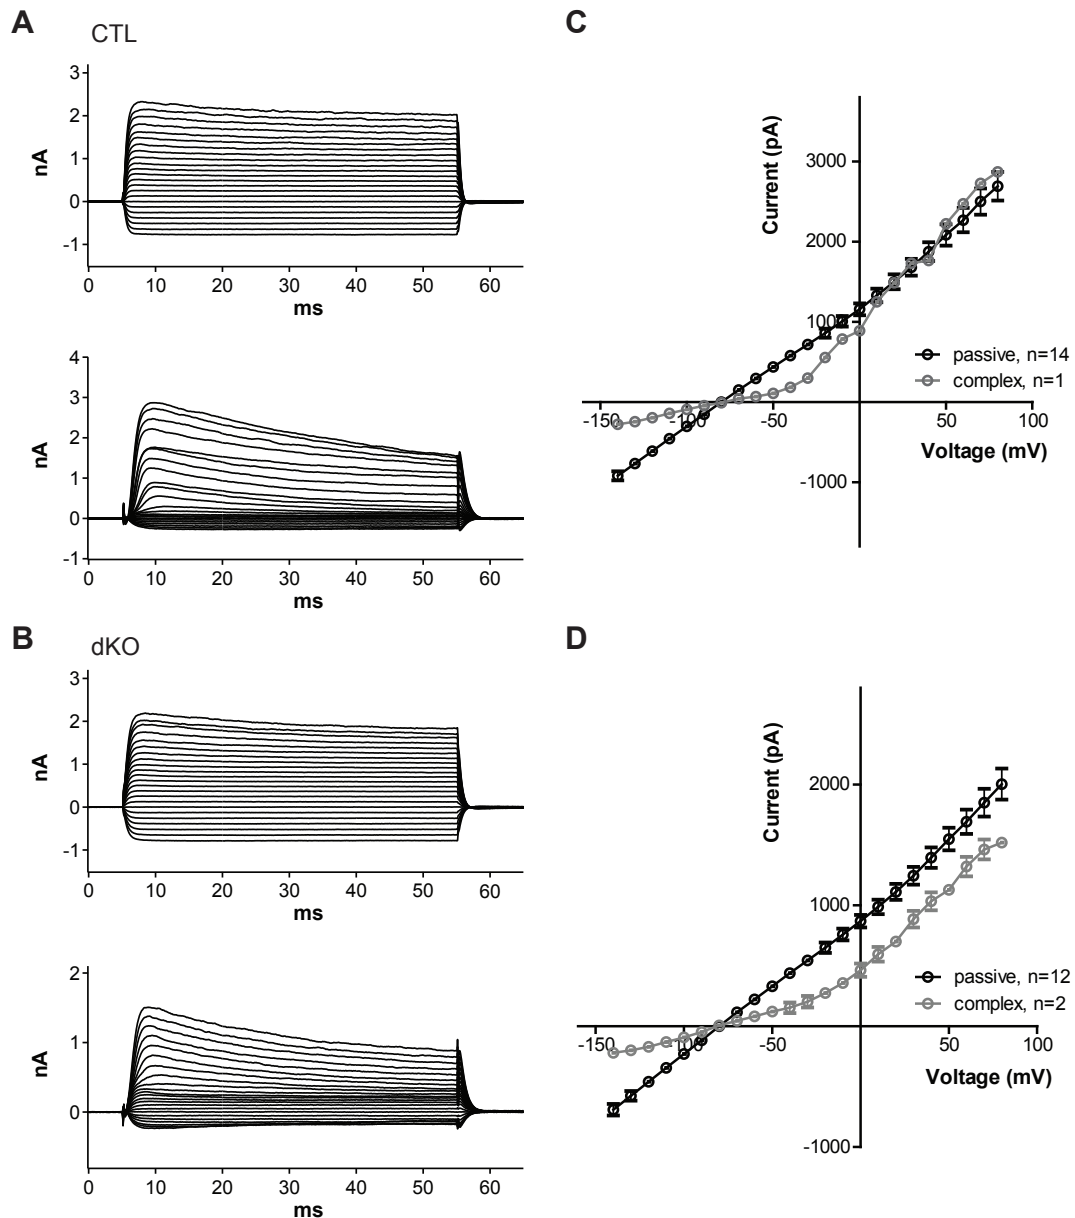 A
CTL
3
2
1
0
-1
nA
0 10 20 30 40 50 60
ms
4
3
2
1
0
-1
nA
0 10 20 30 40 50 60
ms
B
dKO
3
2
1
0
-1
nA
0 10 20 30 40 50 60
ms
2
1
0
nA
0 10 20 30 40 50 60
ms
C
Current (pA)
3000
2000
1000
-1000
passive, n=14
complex, n=1
-150 -100 -50 50 100
Voltage (mV)
D
Current (pA)
2000
1000
-1000
passive, n=12
complex, n=2
-150 -100 -50 50 100
Voltage (mV)